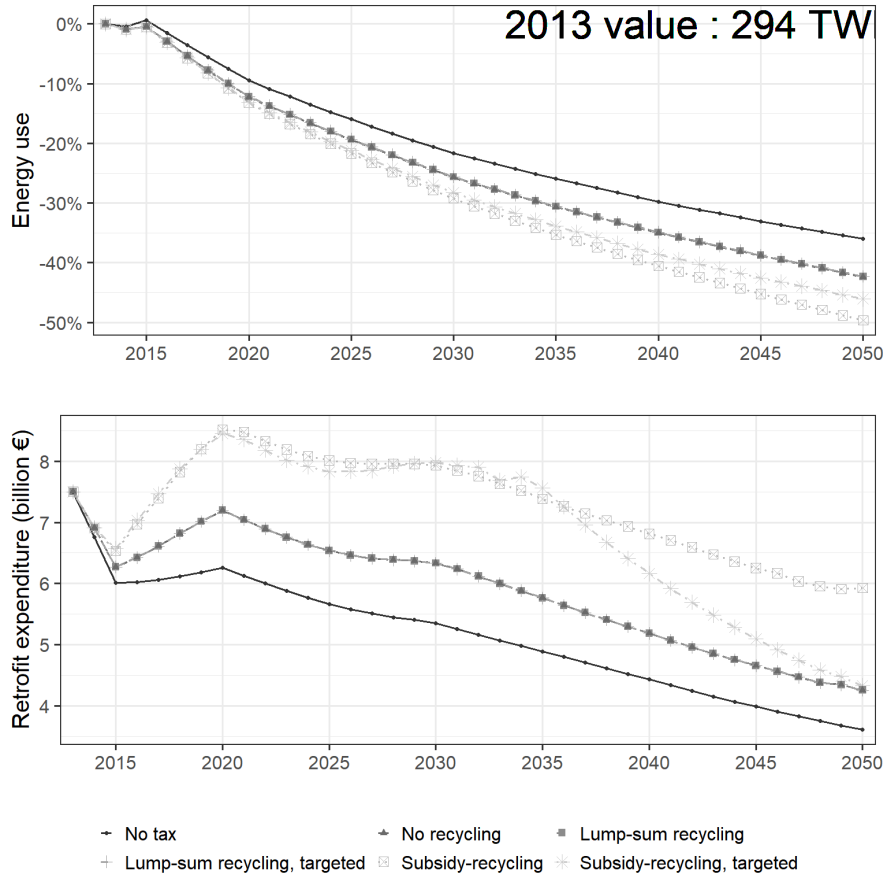 2013 value : 294 TW
0%
-10%
-20%
-30%
-40%
-50%
Energy use
2015 2020 2025 2030 2035 2040 2045 2050
8
7
6
5
4
Retrofit expenditure (billion €)
2015 2020 2025 2030 2035 2040 2045 2050
No tax No recycling Lump-sum recycling
Lump-sum recycling, targeted Subsidy-recycling Subsidy-recycling, targeted